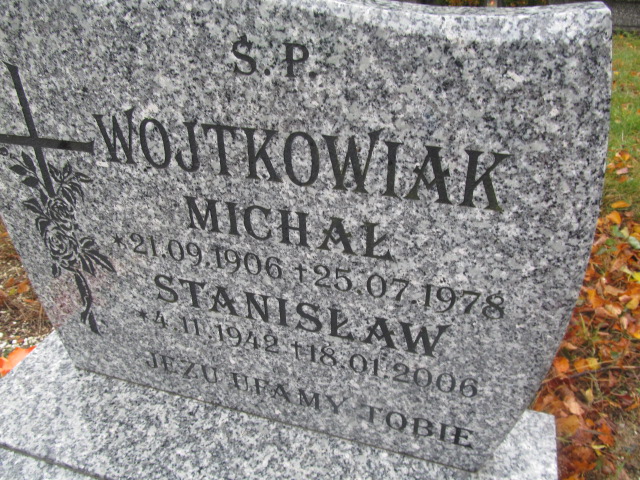 Ś.P.
WOJTKOWIAK
MICHAŁ
*21.09.1906 †25.07.1978
STANISŁAW
*4.11.1942 †18.01.2006
JEZU UFAMY TOBIE